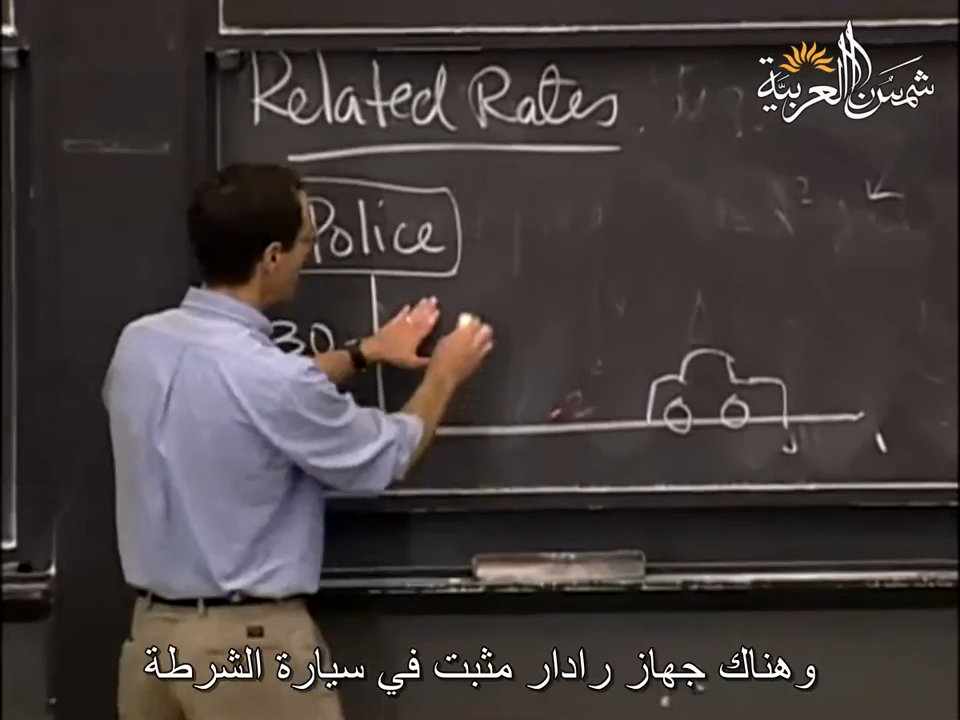 شمس العربية
Related Rates
Police
30
وهناك جهاز رادار مثبت في سيارة الشرطة